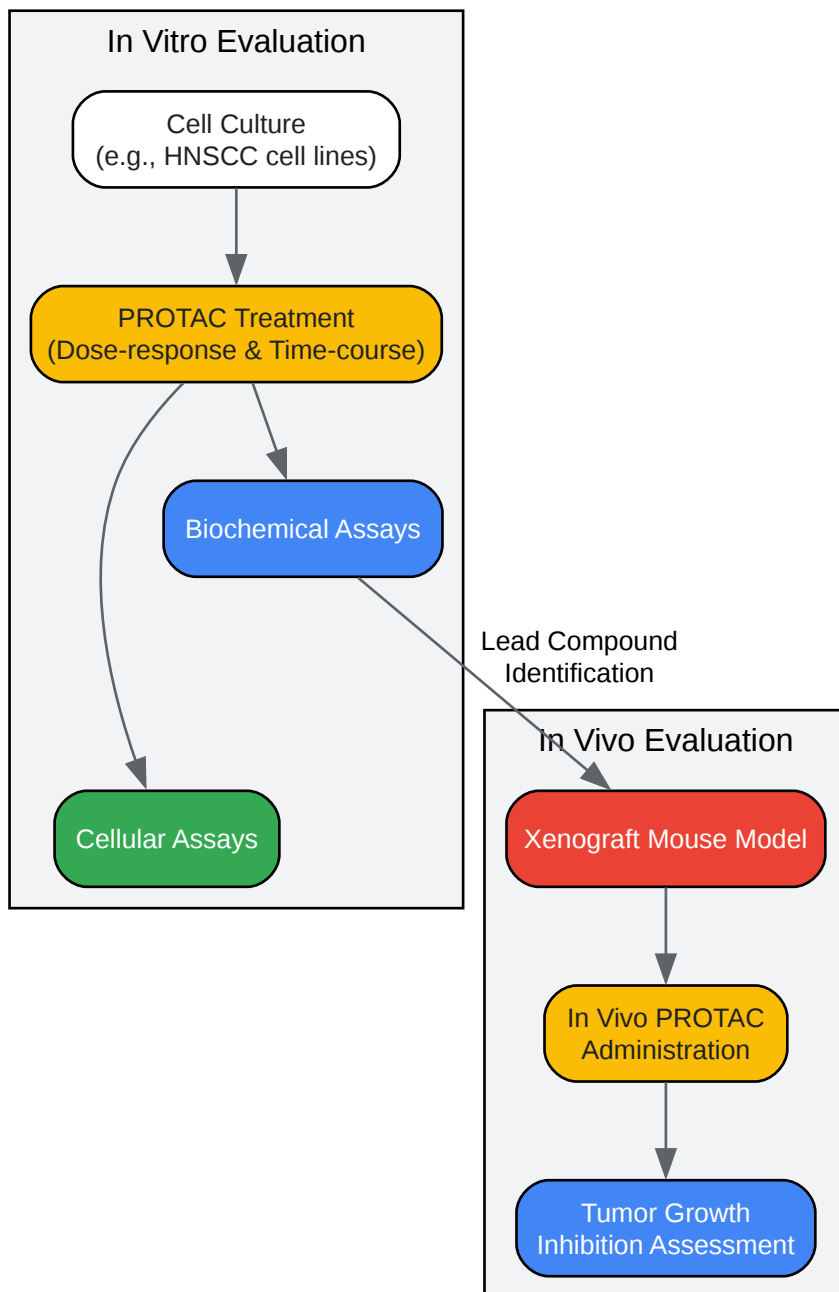 In Vitro Evaluation
Cell Culture
(e.g., HNSCC cell lines)
PROTAC Treatment
(Dose-response & Time-course)
Biochemical Assays
Lead Compound
Identification
In Vivo Evaluation
Cellular Assays
Xenograft Mouse Model
In Vivo PROTAC
Administration
Tumor Growth
Inhibition Assessment